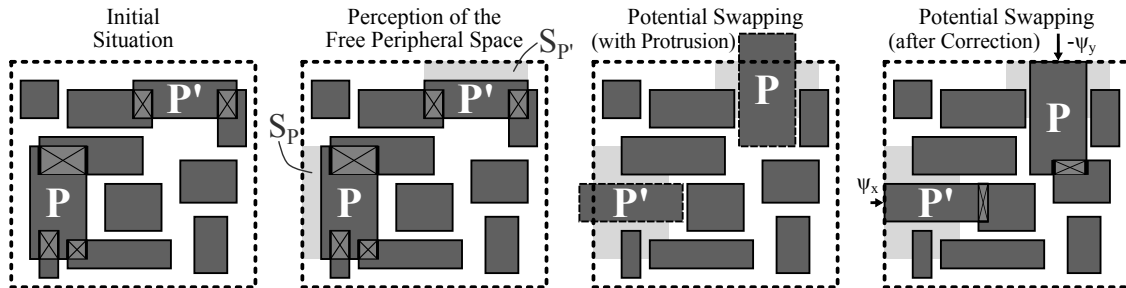 Initial
Situation
P'
P
Perception of the
Free Peripheral Space
S_P'
P'
S_P
P
Potential Swapping
(with Protrusion)
P
P'
Potential Swapping
(after Correction)
-ψ_y
P
ψ_x
P'